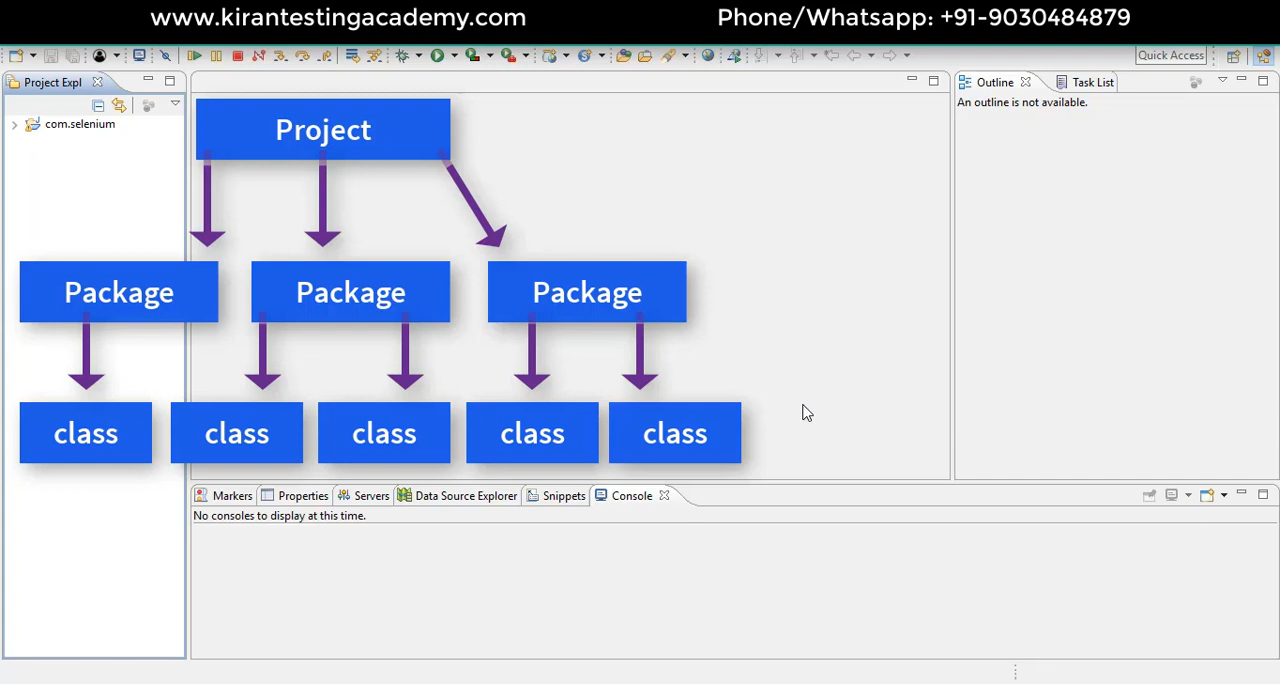 www.kirantestingacademy.com
Phone/Whatsapp: +91-9030484879
Quick Access
Project Expl
Outline
Task List
An outline is not available.
com.selenium
Project
Package
Package
Package
class
class
class
class
class
Markers
Properties
Servers
Data Source Explorer
Snippets
Console
No consoles to display at this time.